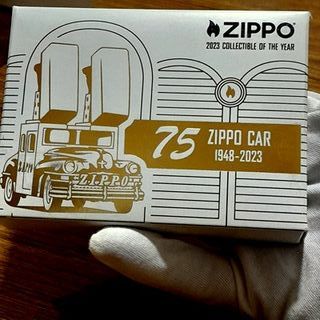 ZIPPO
2023 COLLECTIBLE OF THE YEAR
75 ZIPPO CAR
1948-2023
ZIPPO